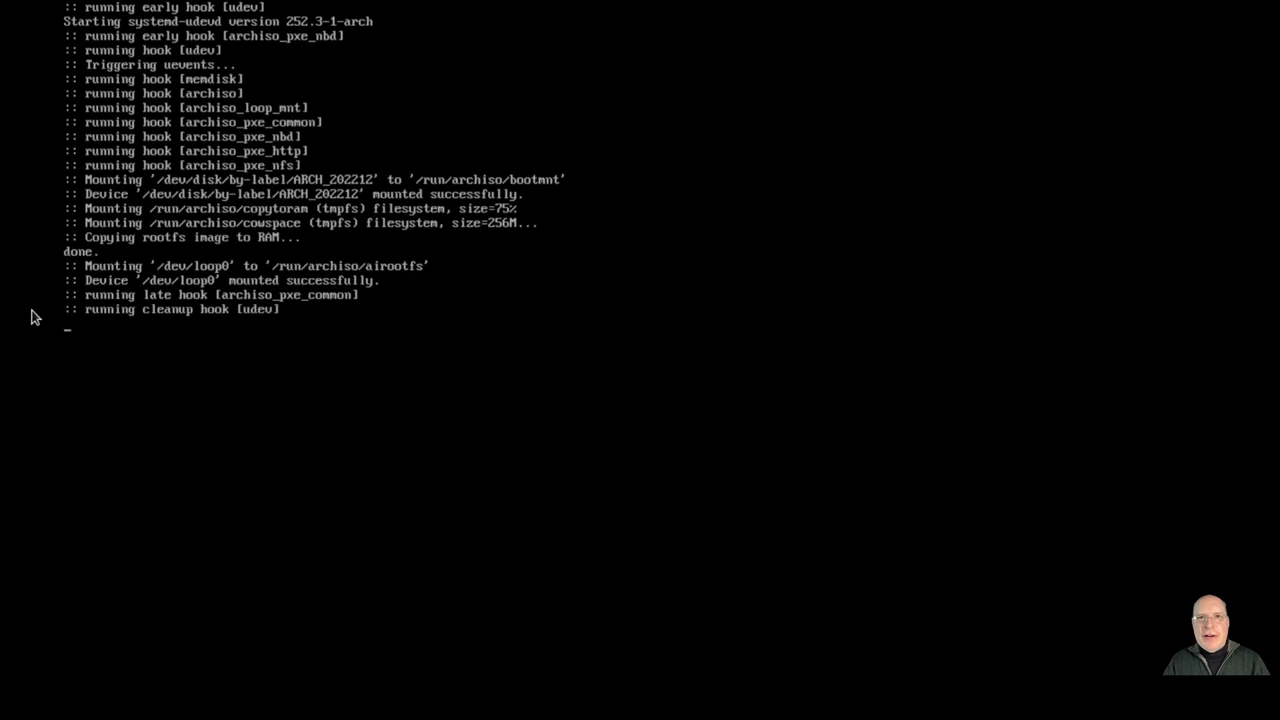 :: running early hook [udev]
Starting systemd-udevd version 252.3-1-arch
:: running early hook [archiso_pxe_nbd]
:: running hook [udev]
:: Triggering uevents...
:: running hook [memdisk]
:: running hook [archiso]
:: running hook [archiso_loop_mnt]
:: running hook [archiso_pxe_common]
:: running hook [archiso_pxe_nbd]
:: running hook [archiso_pxe_http]
:: running hook [archiso_pxe_nfs]
:: Mounting '/dev/disk/by-label/ARCH_202212' to '/run/archiso/bootmnt'
:: Device '/dev/disk/by-label/ARCH_202212' mounted successfully.
:: Mounting /run/archiso/copytoram (tmpfs) filesystem, size=75%
:: Mounting /run/archiso/cowspace (tmpfs) filesystem, size=256M...
:: Copying rootfs image to RAM...
done.
:: Mounting '/dev/loop0' to '/run/archiso/airootfs'
:: Device '/dev/loop0' mounted successfully.
:: running late hook [archiso_pxe_common]
:: running cleanup hook [udev]
_